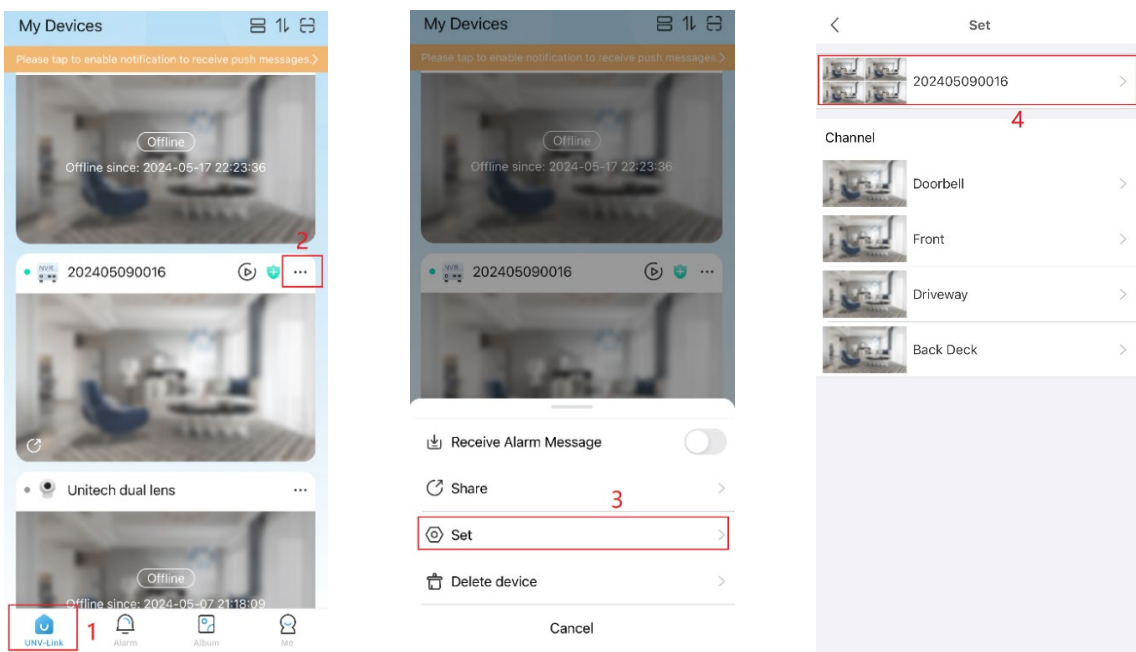 My Devices
Please tap to enable notification to receive push messages.>
Offline
Offline since: 2024-05-17 22:23:36
2
NVR
202405090016
Unitech dual lens
Offline
Offline since: 2024-05-07 21:18:09
UNV-Link
1
Alarm
Album
Me
My Devices
Please tap to enable notification to receive push messages.>
Offline
Offline since: 2024-05-17 22:23:36
NVR
202405090016
Receive Alarm Message
Share
3
Set
Delete device
Cancel
Set
202405090016
4
Channel
Doorbell
Front
Driveway
Back Deck